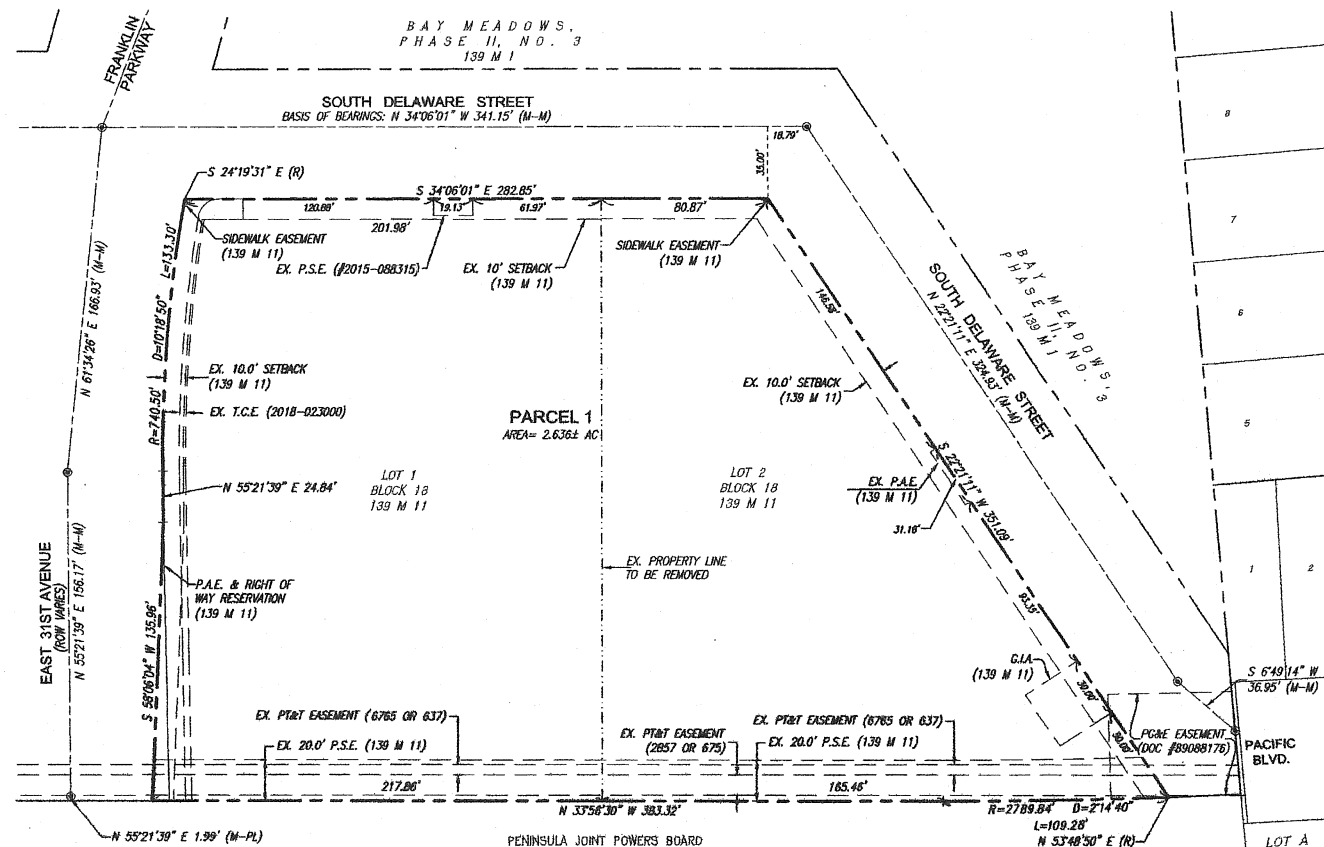 BAY MEADOWS,
PHASE II, NO. 3
139 M 1
FRANKLIN
PARKWAY
SOUTH DELAWARE STREET
BASIS OF BEARINGS: N 34°06'01" W 341.15' (M-M)
18.79'
35.00'
S 24°19'31" E (R)
S 34°06'01" E 282.85'
120.88'
19.13'
61.97'
80.87'
201.98'
SIDEWALK EASEMENT
(139 M 11)
EX. P.S.E. (#2015-088315)
EX. 10' SETBACK
(139 M 11)
SIDEWALK EASEMENT
(139 M 11)
N 61°34'26" E 166.93' (M-M)
R=740.50' D=10°18'50" L=133.30'
EX. 10.0' SETBACK
(139 M 11)
EX. T.C.E. (2018-023000)
PARCEL 1
AREA= 2.636± AC
LOT 1
BLOCK 18
139 M 11
LOT 2
BLOCK 18
139 M 11
N 55°21'39" E 24.84'
146.58'
EX. 10.0' SETBACK
(139 M 11)
SOUTH DELAWARE STREET
N 22°21'11" E 324.93' (M-M)
BAY MEADOWS,
PHASE II, NO. 3
139 M 1
8
7
6
5
1
2
EX. P.A.E.
(139 M 11)
31.16'
S 22°21'11" W 351.09'
93.35'
EX. PROPERTY LINE
TO BE REMOVED
P.A.E. & RIGHT OF
WAY RESERVATION
(139 M 11)
EAST 31ST AVENUE
(ROW VARIES)
N 55°21'39" E 156.17' (M-M)
S 58°06'04" W 135.96'
G.I.A.
(139 M 11)
30.00'
S 6°49'14" W
36.95' (M-M)
EX. PT&T EASEMENT (6765 OR 637)
EX. 20.0' P.S.E. (139 M 11)
EX. PT&T EASEMENT
(2857 OR 675)
EX. PT&T EASEMENT (6765 OR 637)
EX. 20.0' P.S.E. (139 M 11)
PG&E EASEMENT
(DOC #89088176)
PACIFIC
BLVD.
217.86'
165.46'
N 33°56'30" W 383.32'
R=2789.84' D=2°14'40"
L=109.28'
N 53°48'50" E (R)
N 55°21'39" E 1.99' (M-PL)
PENINSULA JOINT POWERS BOARD
LOT A